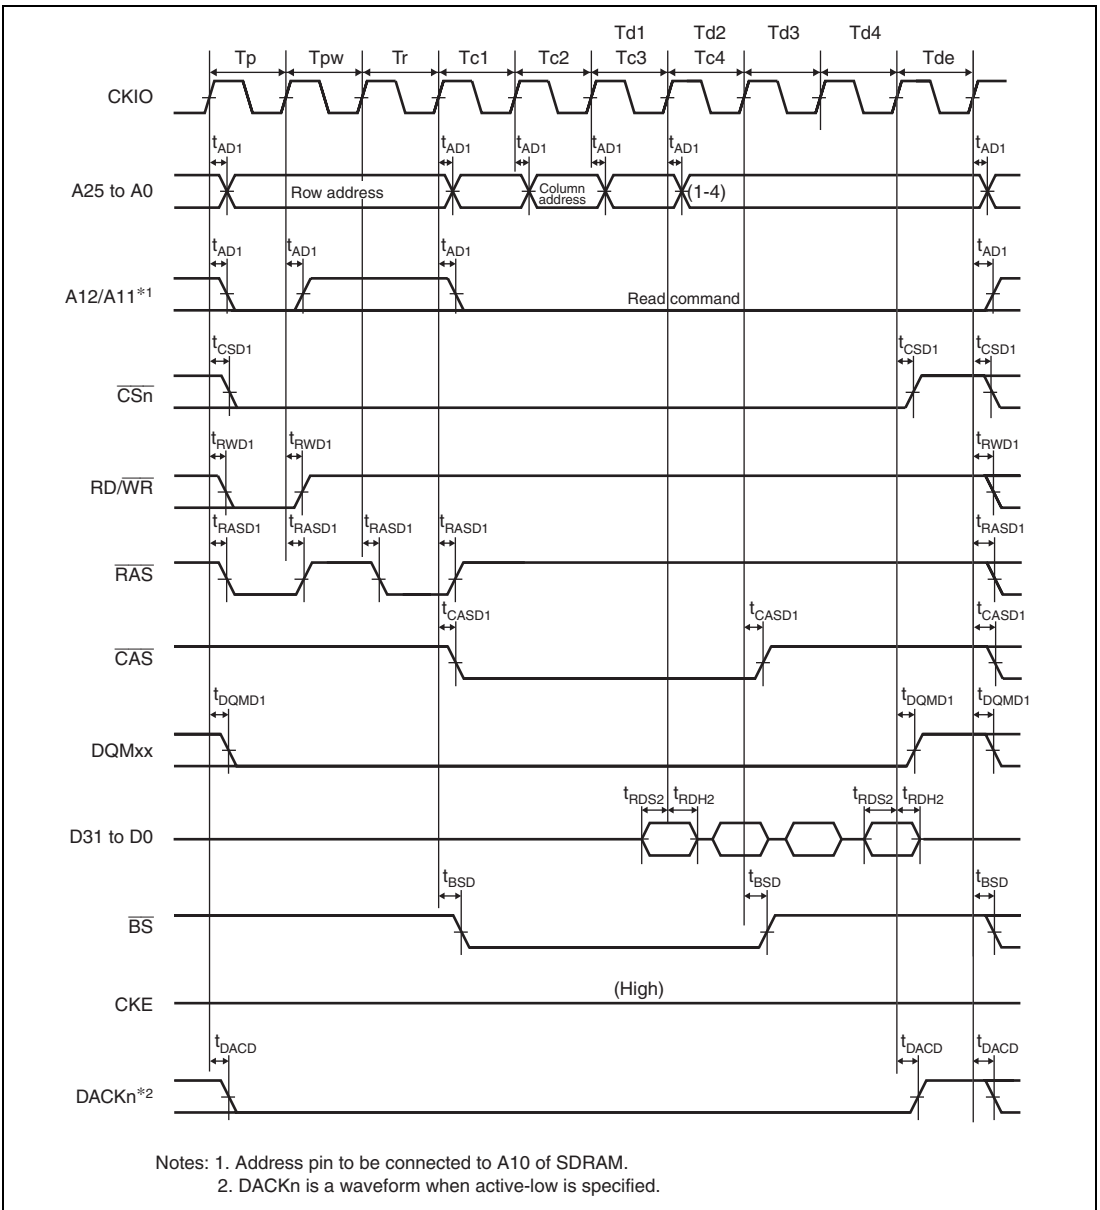 Td1 Td2 Td3 Td4
Tp Tpw Tr Tc1 Tc2 Tc3 Tc4 Tde
CKIO
tAD1 tAD1 tAD1 tAD1 tAD1 tAD1
A25 to A0 Row address Column address (1-4)
tAD1 tAD1 tAD1 tAD1
A12/A11*1 Read command
tCSD1 tCSD1 tCSD1
CSn
tRWD1 tRWD1 tRWD1
RD/WR
tRASD1 tRASD1 tRASD1 tRASD1 tRASD1
RAS
tCASD1 tCASD1 tCASD1
CAS
tDQMD1 tDQMD1 tDQMD1
DQMxx
tRDS2 tRDH2 tRDS2 tRDH2
D31 to D0
tBSD tBSD tBSD
BS
(High)
CKE
tDACD tDACD tDACD
DACKn*2
Notes: 1. Address pin to be connected to A10 of SDRAM.
2. DACKn is a waveform when active-low is specified.